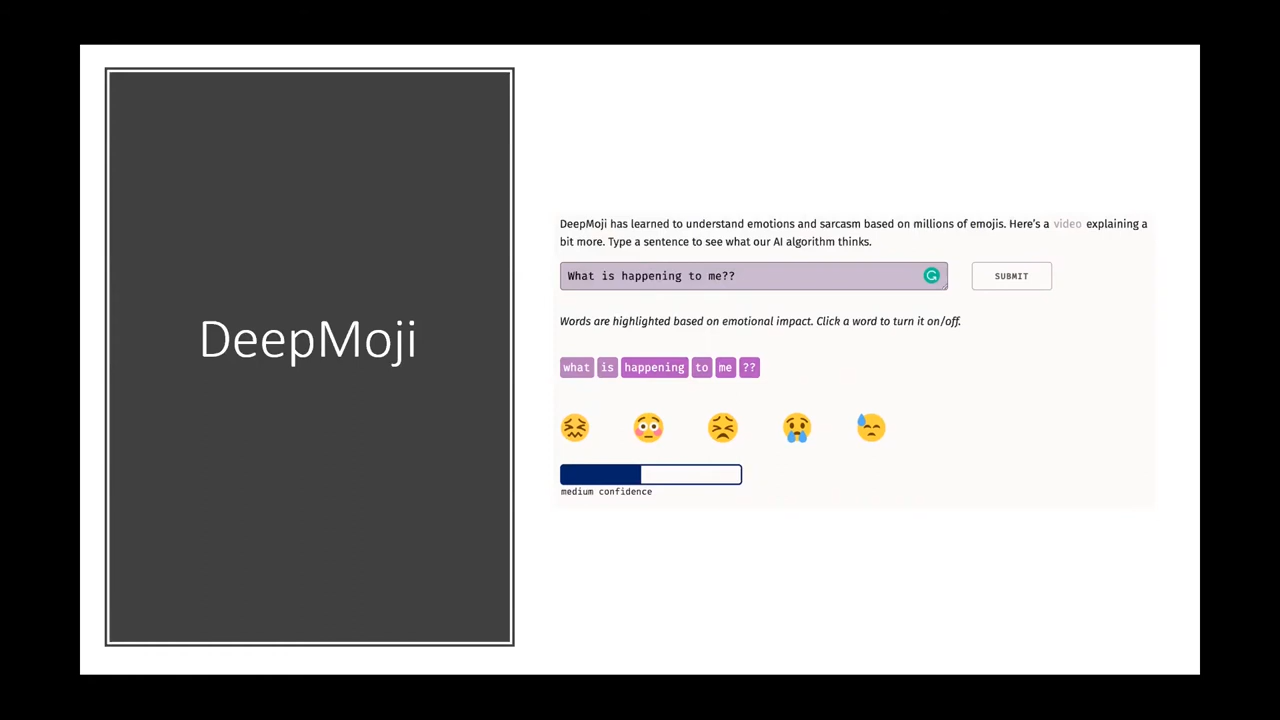 DeepMoji
DeepMoji has learned to understand emotions and sarcasm based on millions of emojis. Here's a video explaining a
bit more. Type a sentence to see what our AI algorithm thinks.
What is happening to me??
SUBMIT
Words are highlighted based on emotional impact. Click a word to turn it on/off.
what is happening to me ??
medium confidence